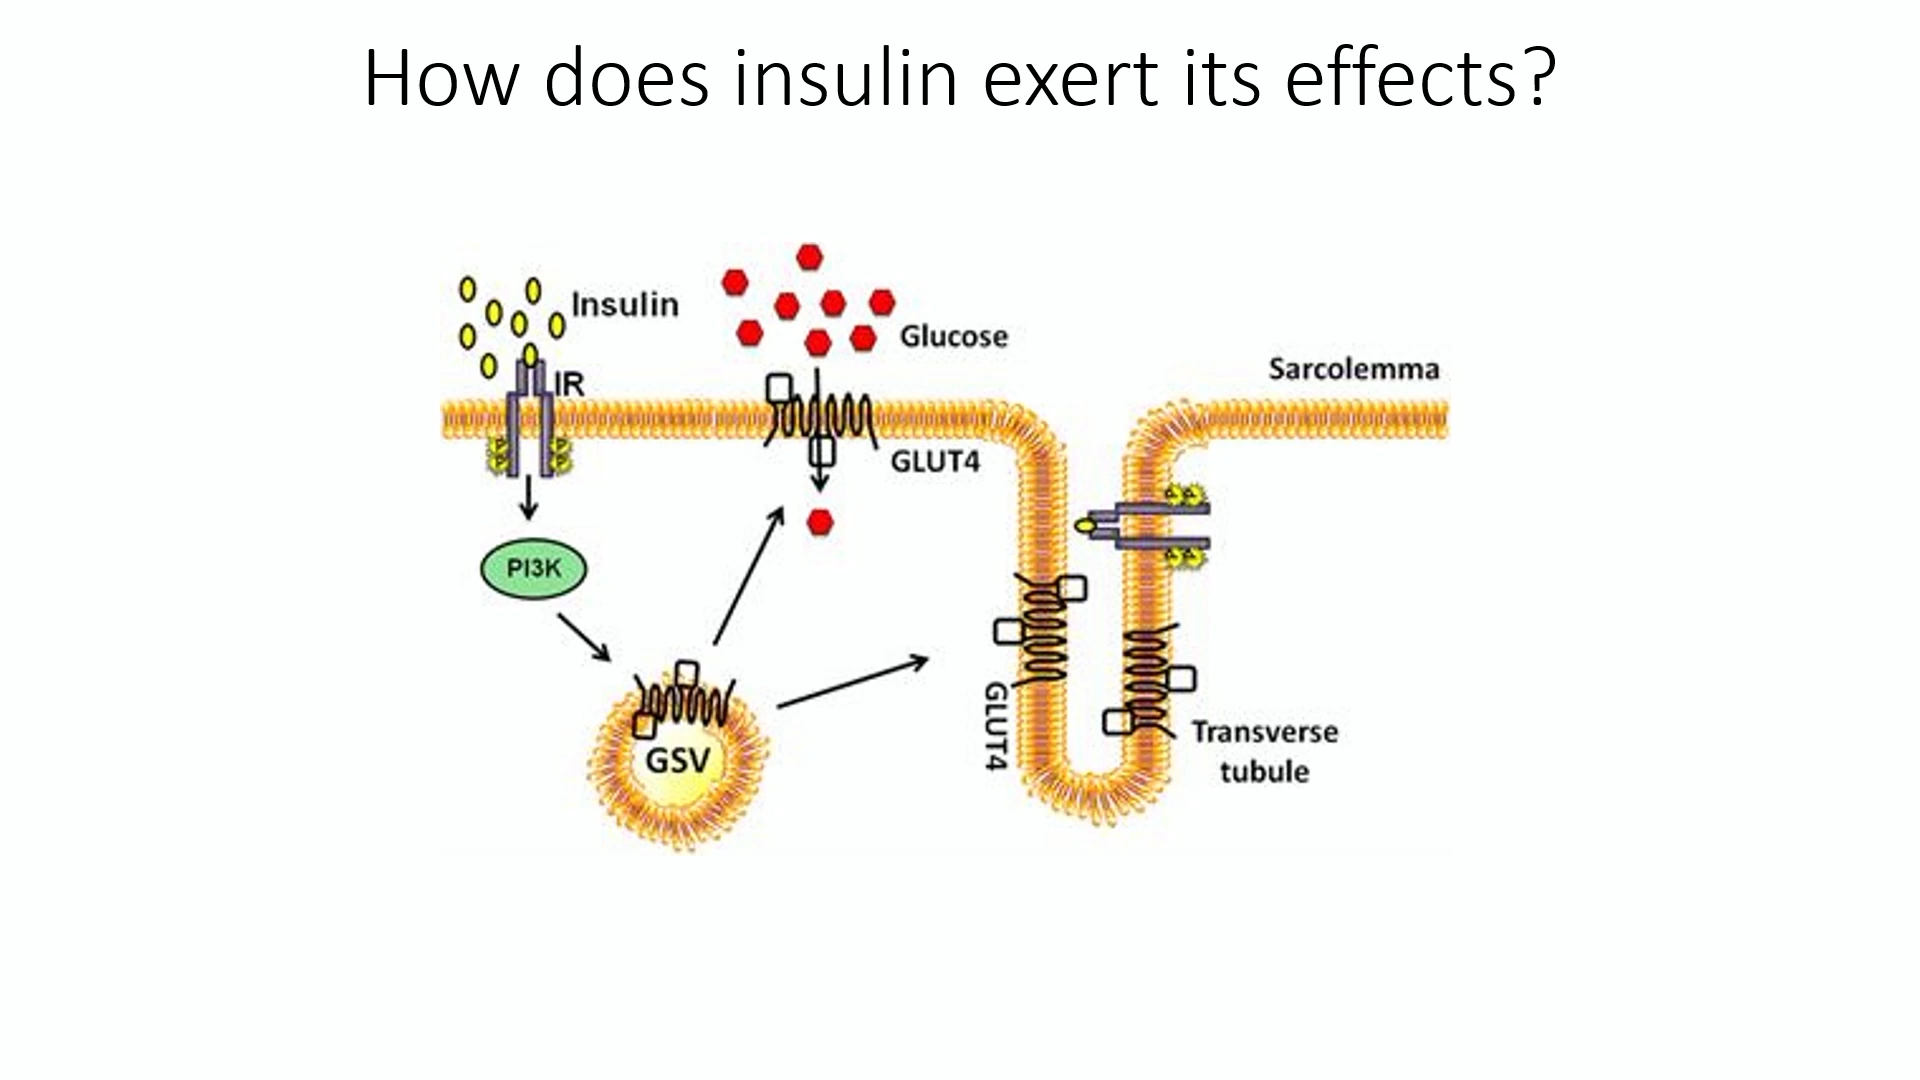 How does insulin exert its effects?
Insulin
Glucose
IR
Sarcolemma
GLUT4
PI3K
GSV
GLUT4
Transverse
tubule